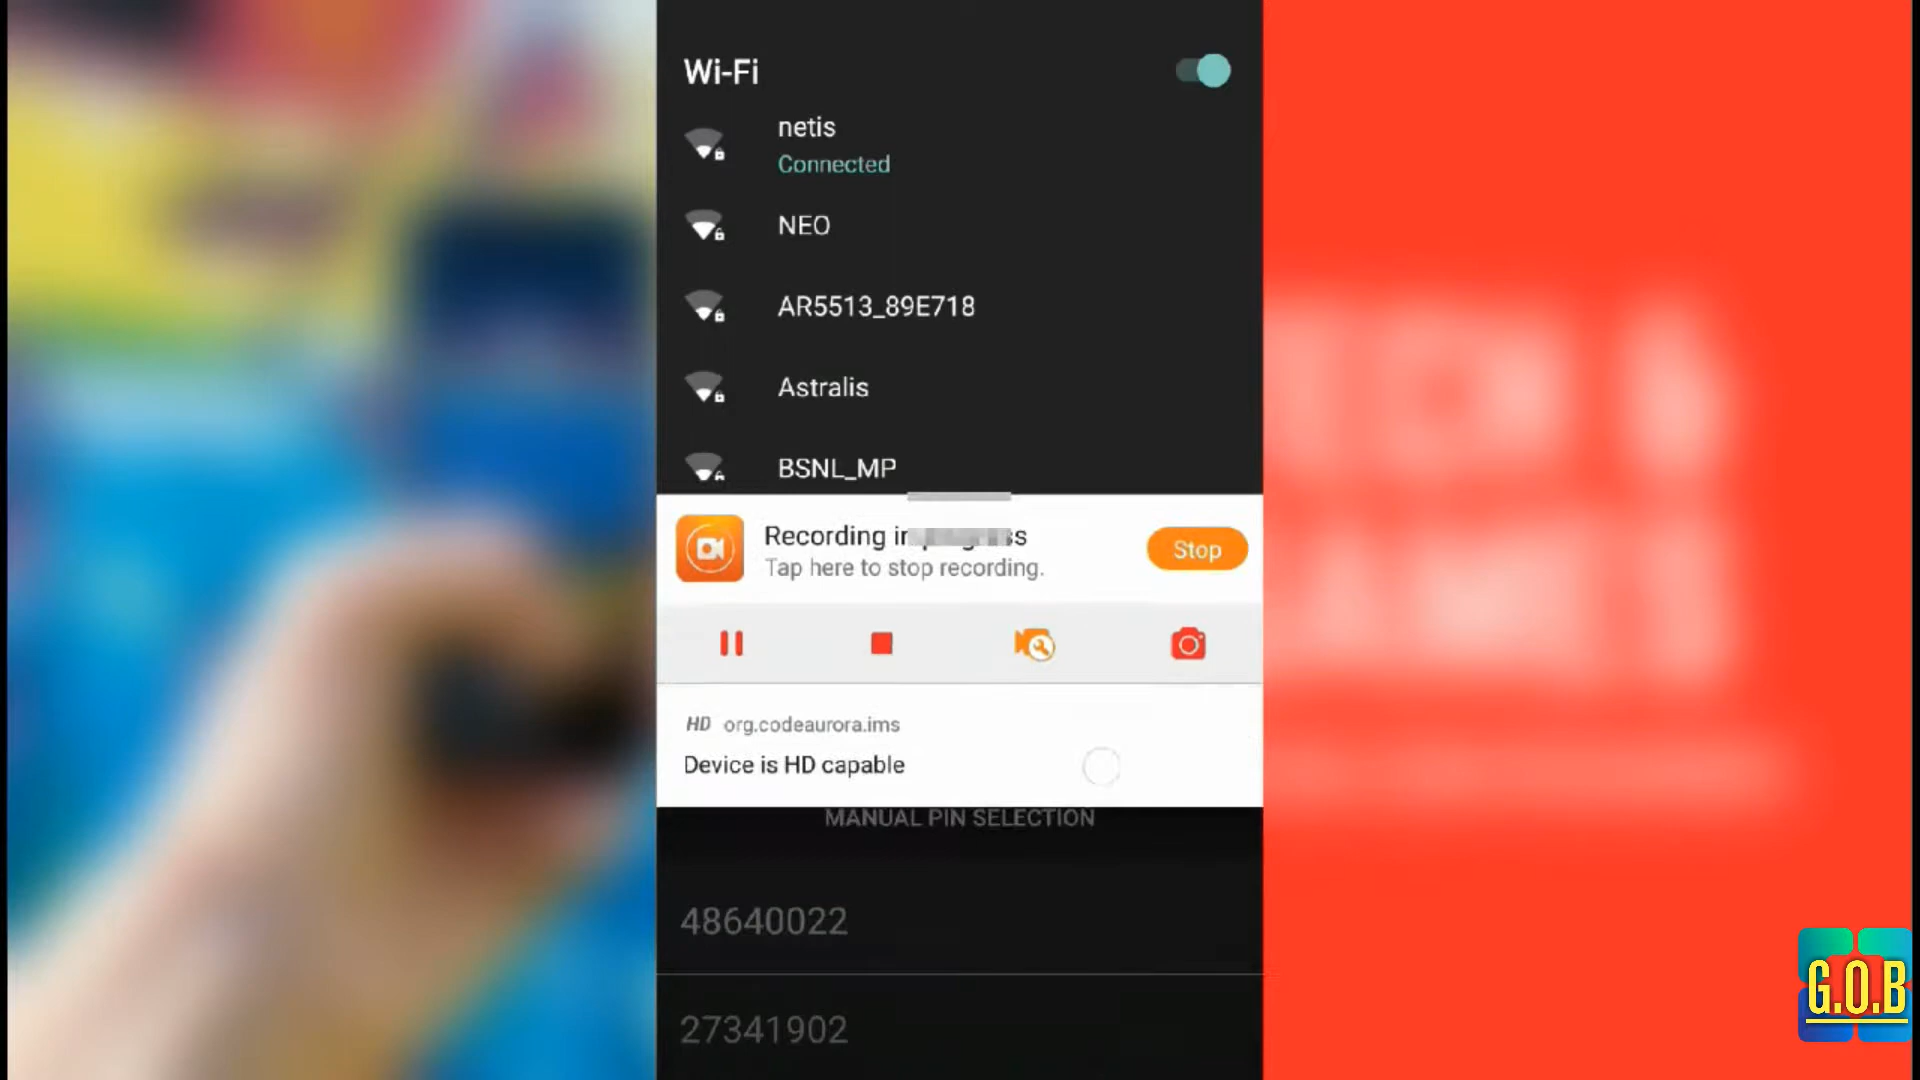 Wi-Fi
netis
Connected
NEO
AR5513_89E718
Astralis
BSNL_MP
Recording in
Tap here to stop recording.
Stop
HD org.codeaurora.ims
Device is HD capable
MANUAL PIN SELECTION
48640022
27341902
G.O.B